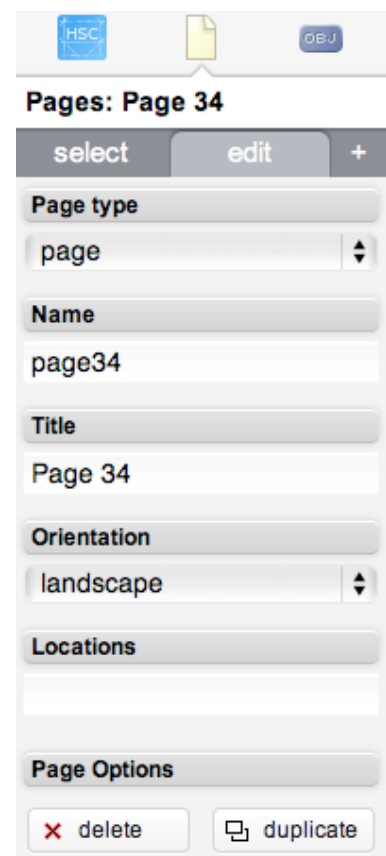 HSC OBJ
Pages: Page 34
select edit +
Page type
page
Name
page34
Title
Page 34
Orientation
landscape
Locations
Page Options
delete duplicate